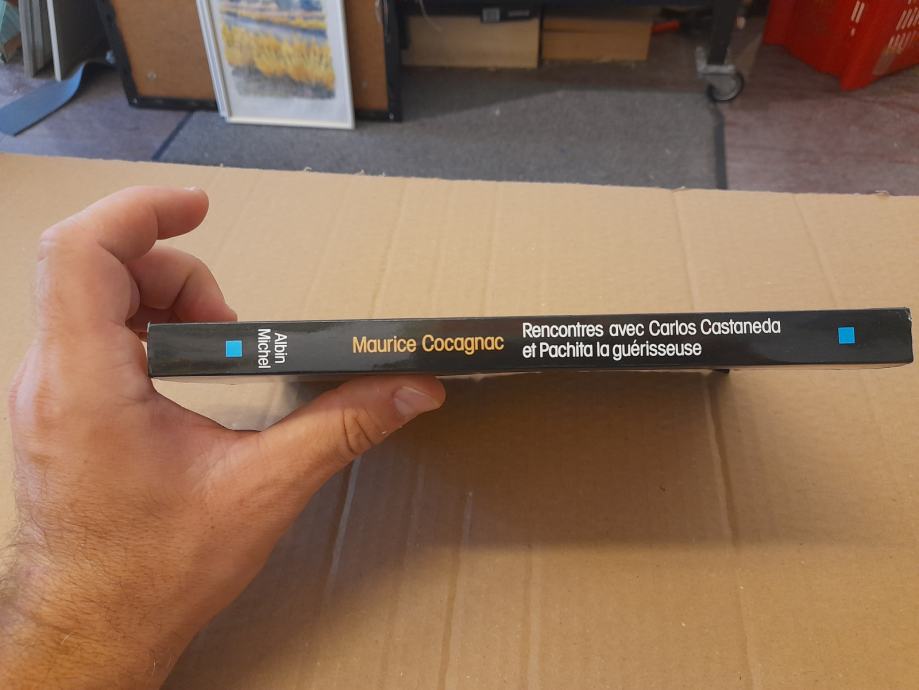 Albin
Michel
Maurice Cocagnac
Rencontres avec Carlos Castaneda
et Pachita la guérisseuse